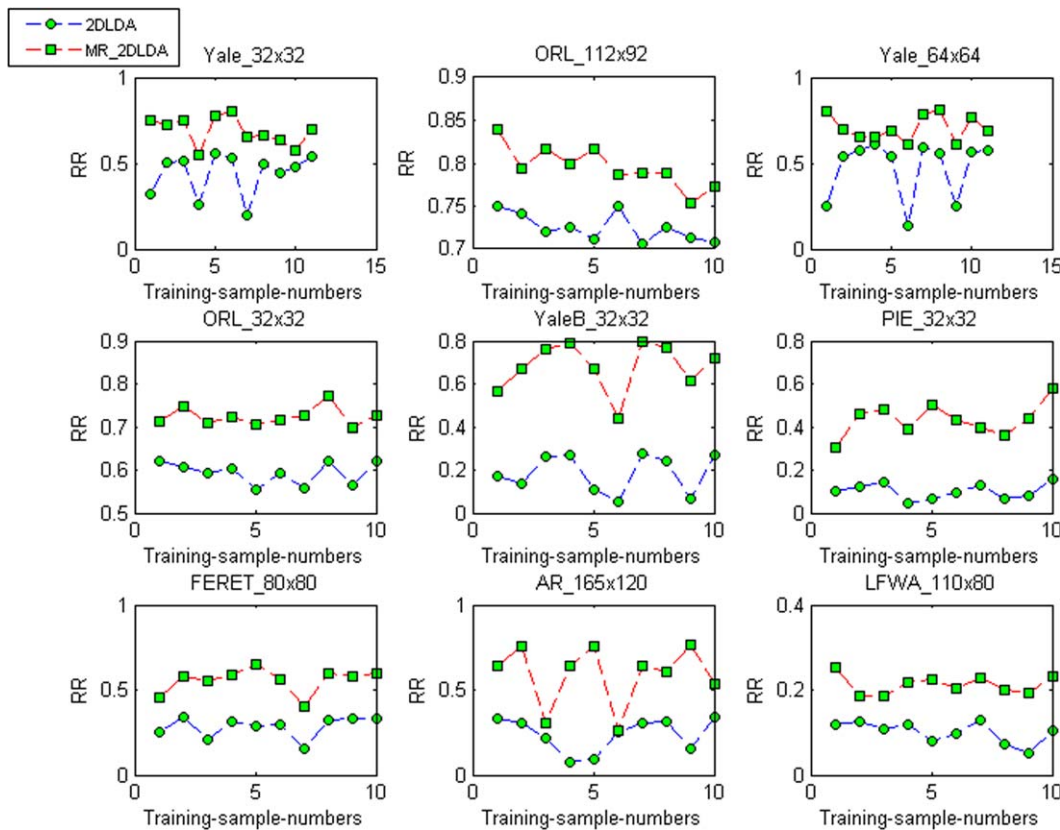 2DLDA
MR_2DLDA
Yale_32x32
ORL_112x92
Yale_64x64
1
0.5
0
RR
0 5 10 15
Training-sample-numbers
0.9
0.85
0.8
0.75
0.7
RR
0 5 10
Training-sample-numbers
1
0.5
0
RR
0 5 10 15
Training-sample-numbers
ORL_32x32
YaleB_32x32
PIE_32x32
0.9
0.8
0.7
0.6
0.5
RR
0 5 10
Training-sample-numbers
0.8
0.6
0.4
0.2
0
RR
0 5 10
Training-sample-numbers
0.8
0.6
0.4
0.2
0
RR
0 5 10
Training-sample-numbers
FERET_80x80
AR_165x120
LFWA_110x80
1
0.5
0
RR
0 5 10
Training-sample-numbers
1
0.5
0
RR
0 5 10
Training-sample-numbers
0.4
0.2
0
RR
0 5 10
Training-sample-numbers